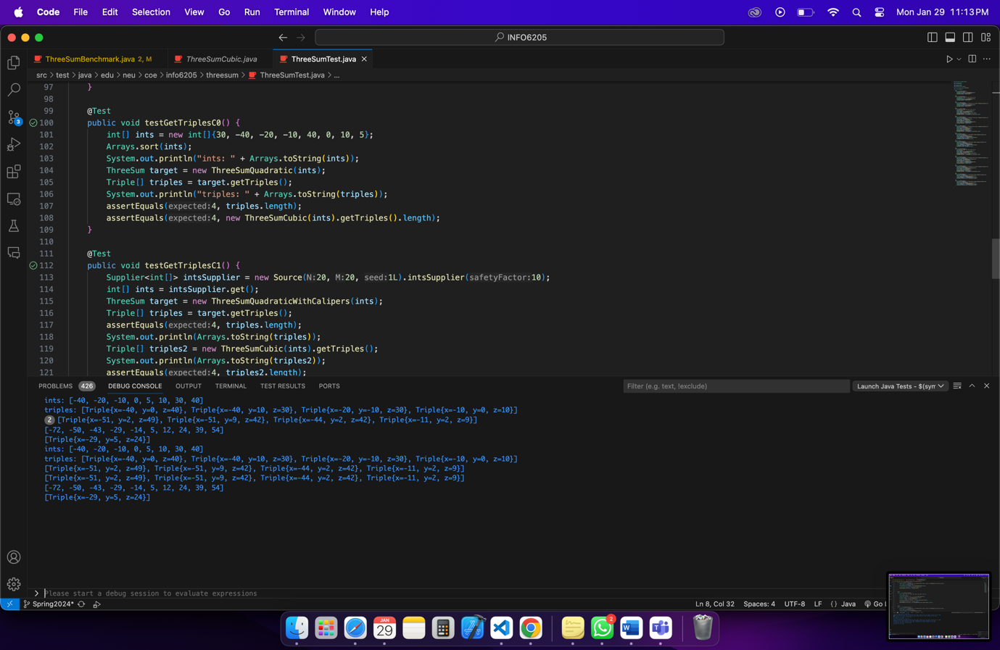 Code File Edit Selection View Go Run Terminal Window Help Mon Jan 29 11:13 PM
INFO6205
ThreeSumBenchmark.java 2, M ThreeSumCubic.java ThreeSumTest.java
src > test > java > edu > neu > coe > info6205 > threesum > ThreeSumTest.java > ...
97 }
98
99 @Test
100 public void testGetTriplesC0() {
101 int[] ints = new int[]{30, -40, -20, -10, 40, 0, 10, 5};
102 Arrays.sort(ints);
103 System.out.println("ints: " + Arrays.toString(ints));
104 ThreeSum target = new ThreeSumQuadratic(ints);
105 Triple[] triples = target.getTriples();
106 System.out.println("triples: " + Arrays.toString(triples));
107 assertEquals(expected:4, triples.length);
108 assertEquals(expected:4, new ThreeSumCubic(ints).getTriples().length);
109 }
110
111 @Test
112 public void testGetTriplesC1() {
113 Supplier<int[]> intsSupplier = new Source(N:20, M:20, seed:1L).intsSupplier(safetyFactor:10);
114 int[] ints = intsSupplier.get();
115 ThreeSum target = new ThreeSumQuadraticWithCalipers(ints);
116 Triple[] triples = target.getTriples();
117 assertEquals(expected:4, triples.length);
118 System.out.println(Arrays.toString(triples));
119 Triple[] triples2 = new ThreeSumCubic(ints).getTriples();
120 System.out.println(Arrays.toString(triples2));
121 assertEquals(expected:4, triples2.length);
3
PROBLEMS 426 DEBUG CONSOLE OUTPUT TERMINAL TEST RESULTS PORTS Filter (e.g. text, !exclude) Launch Java Tests - $(syn
ints: [-40, -20, -10, 0, 5, 10, 30, 40]
triples: [Triple{x=-40, y=0, z=40}, Triple{x=-40, y=10, z=30}, Triple{x=-20, y=-10, z=30}, Triple{x=-10, y=0, z=10}]
2 [Triple{x=-51, y=2, z=49}, Triple{x=-51, y=9, z=42}, Triple{x=-44, y=2, z=42}, Triple{x=-11, y=2, z=9}]
[-72, -50, -43, -29, -14, 5, 12, 24, 39, 54]
[Triple{x=-29, y=5, z=24}]
ints: [-40, -20, -10, 0, 5, 10, 30, 40]
triples: [Triple{x=-40, y=0, z=40}, Triple{x=-40, y=10, z=30}, Triple{x=-20, y=-10, z=30}, Triple{x=-10, y=0, z=10}]
[Triple{x=-51, y=2, z=49}, Triple{x=-51, y=9, z=42}, Triple{x=-44, y=2, z=42}, Triple{x=-11, y=2, z=9}]
[Triple{x=-51, y=2, z=49}, Triple{x=-51, y=9, z=42}, Triple{x=-44, y=2, z=42}, Triple{x=-11, y=2, z=9}]
[-72, -50, -43, -29, -14, 5, 12, 24, 39, 54]
[Triple{x=-29, y=5, z=24}]
Please start a debug session to evaluate expressions
Spring2024* Ln 8, Col 32 Spaces: 4 UTF-8 LF {} Java Go L
JAN
29
2